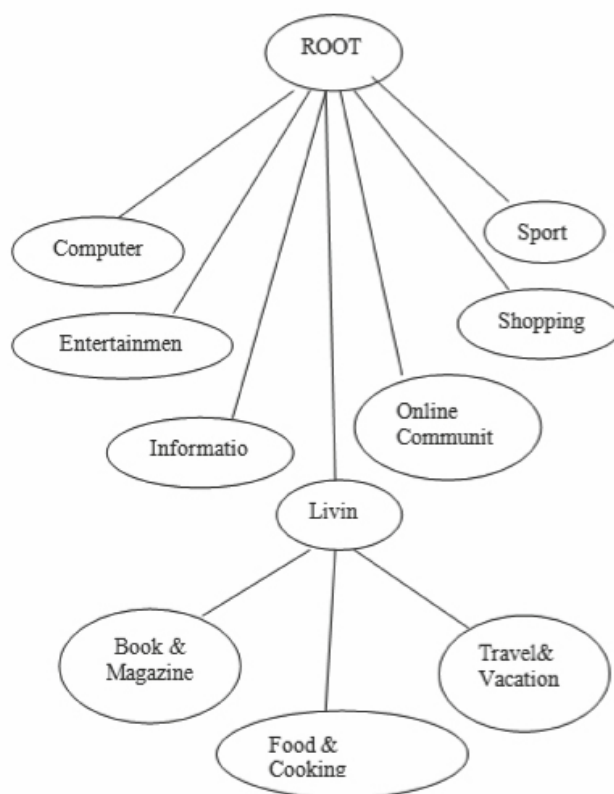 ROOT
Computer
Sport
Entertainmen
Shopping
Informatio
Online
Communit
Livin
Book &
Magazine
Travel&
Vacation
Food &
Cooking